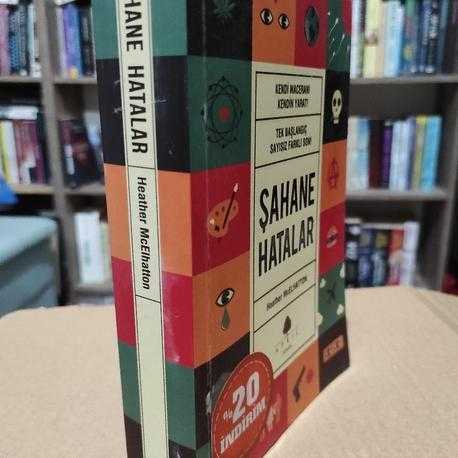 HANE HATALAR
Heather McElhatton
KENDİ MACERANI
KENDİN YARAT!
TEK BAŞLANGIÇ
SAYISIZ FARKLI SON!
ŞAHANE
HATALAR
Heather McELHATTON
%20
İNDİRİM